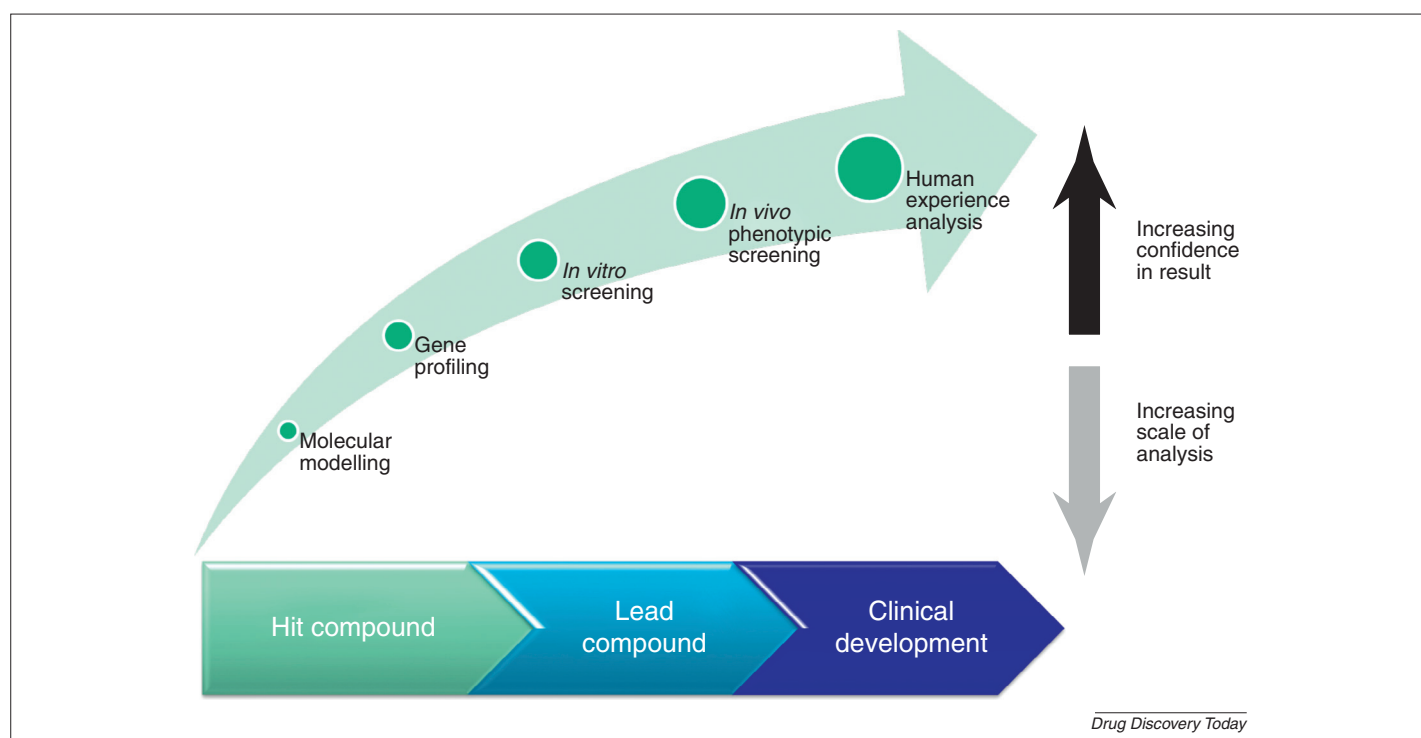 Human
experience
analysis
In vivo
phenotypic
screening
In vitro
screening
Gene
profiling
Molecular
modelling
Increasing
confidence
in result
Increasing
scale of
analysis
Hit compound
Lead
compound
Clinical
development
Drug Discovery Today